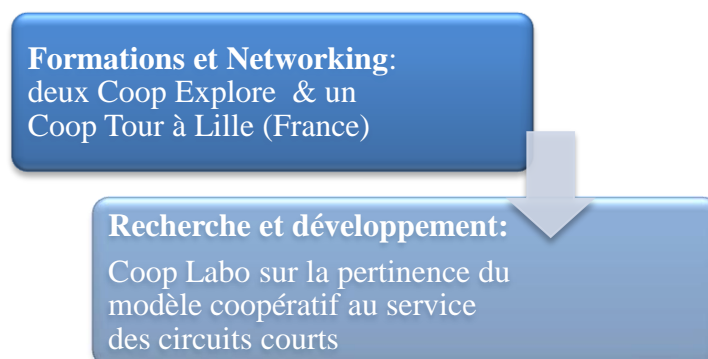 Formations et Networking:
deux Coop Explore & un
Coop Tour à Lille (France)
Recherche et développement:
Coop Labo sur la pertinence du
modèle coopératif au service
des circuits courts